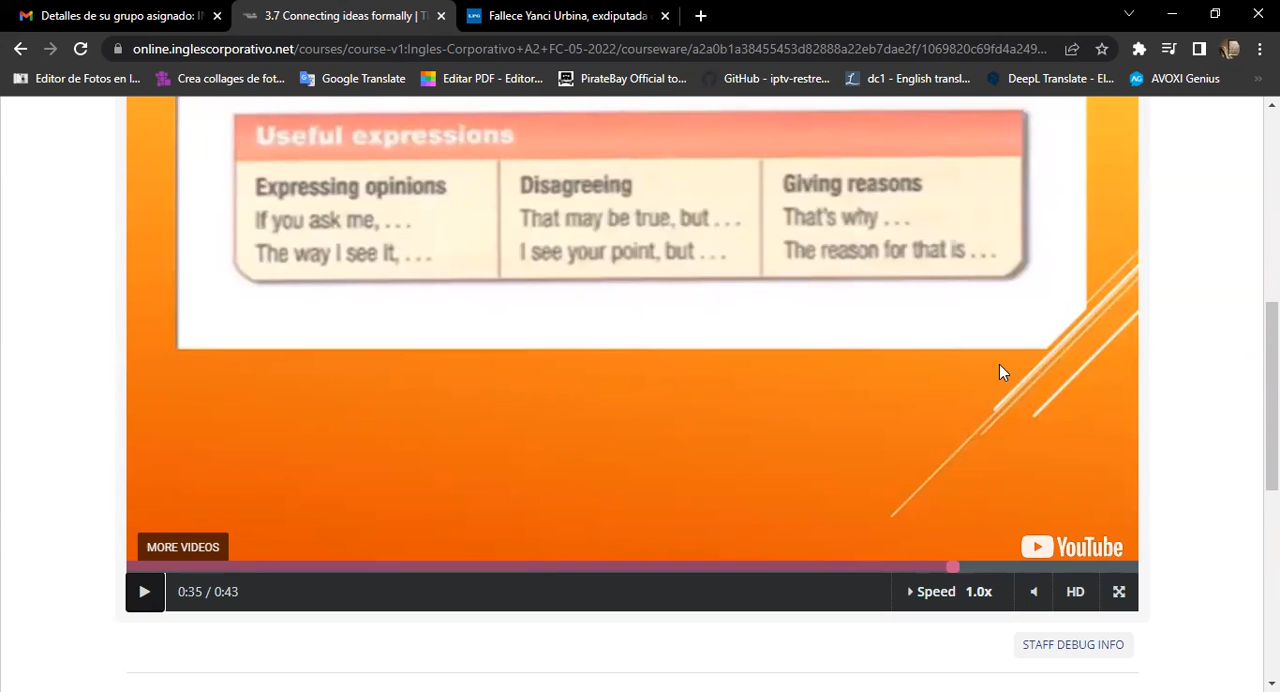 Detalles de su grupo asignado: I
3.7 Connecting ideas formally | T
Fallece Yanci Urbina, exdiputada
online.inglescorporativo.net/courses/course-v1:Ingles-Corporativo+A2+FC-05-2022/courseware/a2a0b1a38455453d82888a22eb7dae2f/1069820c69fd4a249...
Editor de Fotos en l...
Crea collages de fot...
Google Translate
Editar PDF - Editor...
PirateBay Official to...
GitHub - iptv-restre...
dc1 - English transl...
DeepL Translate - El...
AVOXI Genius
»
Useful expressions
Expressing opinions
If you ask me, ...
The way I see it, ...
Disagreeing
That may be true, but ...
I see your point, but ...
Giving reasons
That's why ...
The reason for that is ...
MORE VIDEOS
YouTube
0:35 / 0:43
Speed 1.0x
HD
STAFF DEBUG INFO